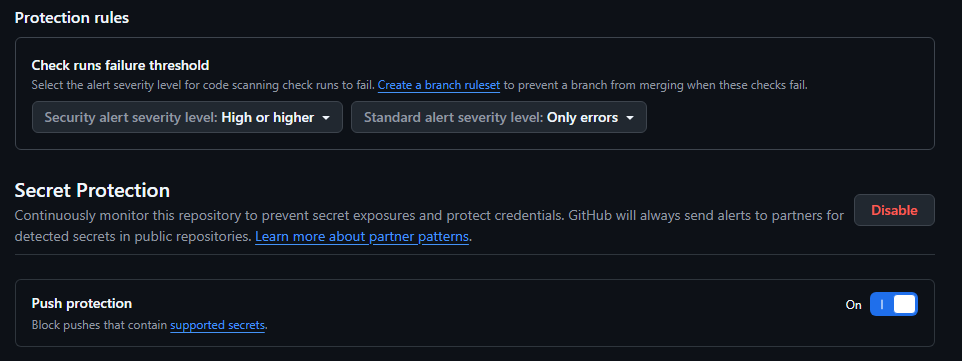 Protection rules
Check runs failure threshold
Select the alert severity level for code scanning check runs to fail. Create a branch ruleset to prevent a branch from merging when these checks fail.
Security alert severity level: High or higher
Standard alert severity level: Only errors
Secret Protection
Continuously monitor this repository to prevent secret exposures and protect credentials. GitHub will always send alerts to partners for
detected secrets in public repositories. Learn more about partner patterns.
Disable
Push protection
Block pushes that contain supported secrets.
On